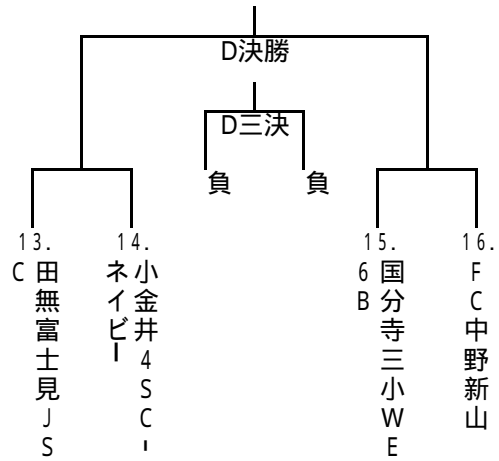 D決勝
D三決
負 負
13.
田無富士見JS
C
14.
小金井4SC-
ネイビー
15.
国分寺三小WE
6B
16.
FC中野新山